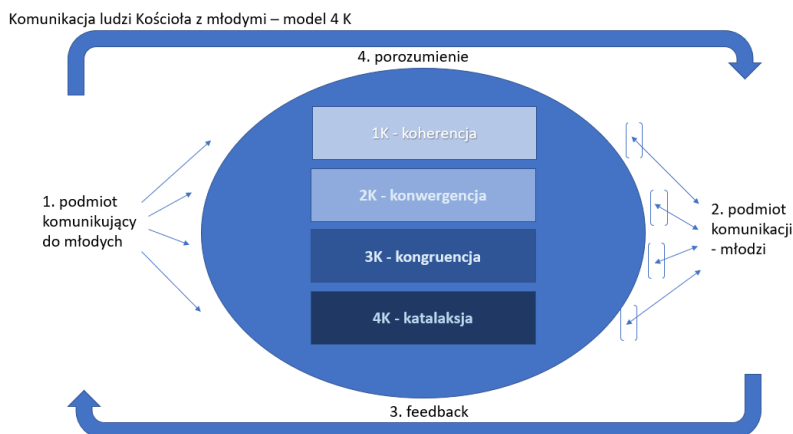 Komunikacja ludzi Kościoła z młodymi – model 4 K
4. porozumienie
1K - koherencja
2K - konwergencja
3K - kongruencja
4K - katalaksja
1. podmiot
komunikujący
do młodych
2. podmiot
komunikacji
- młodzi
3. feedback